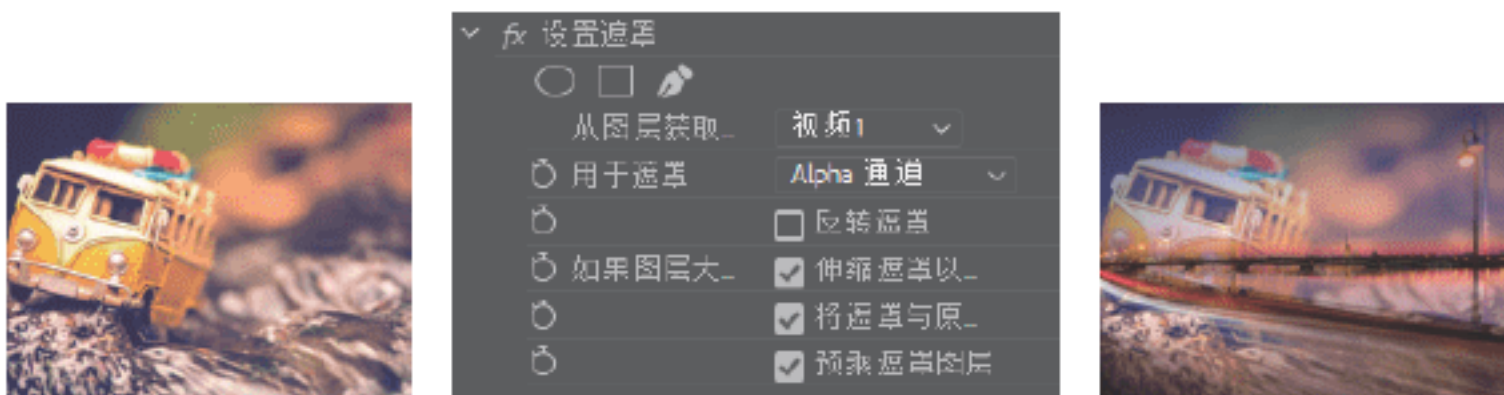 fx 设置遮罩
从图层获取… 视频1
用于遮罩 Alpha 通道
反转遮罩
如果图层大… 伸缩遮罩以…
将遮罩与原…
预乘遮罩图层